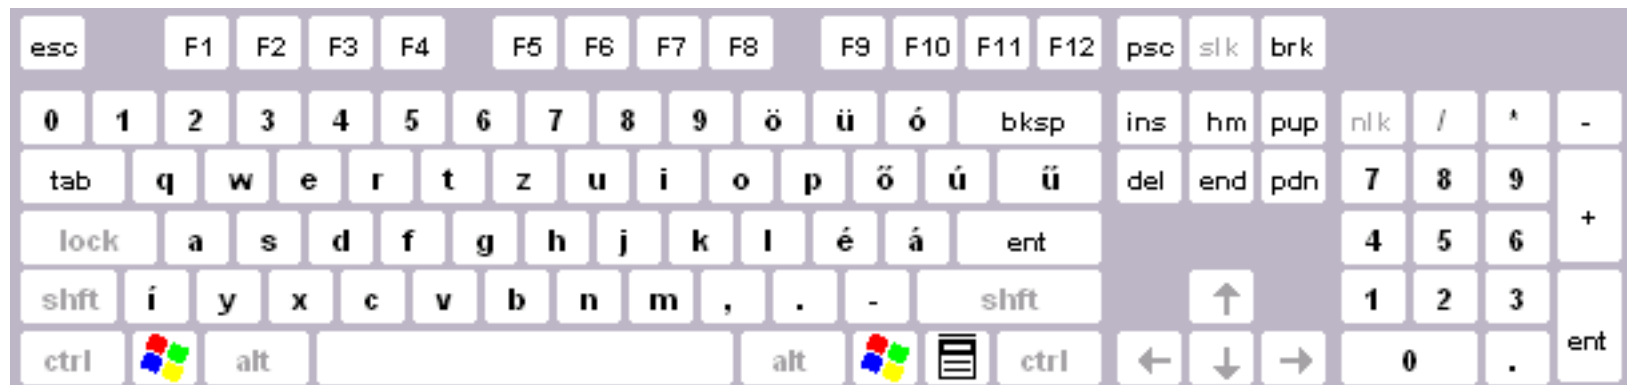 esc F1 F2 F3 F4 F5 F6 F7 F8 F9 F10 F11 F12 psc slk brk
0 1 2 3 4 5 6 7 8 9 ö ü ó bksp ins hm pup nlk / * -
tab q w e r t z u i o p ő ú ű del end pdn 7 8 9
lock a s d f g h j k l é á ent 4 5 6 +
shft í y x c v b n m , . - shft ↑ 1 2 3
ctrl alt alt ctrl ← ↓ → 0 . ent